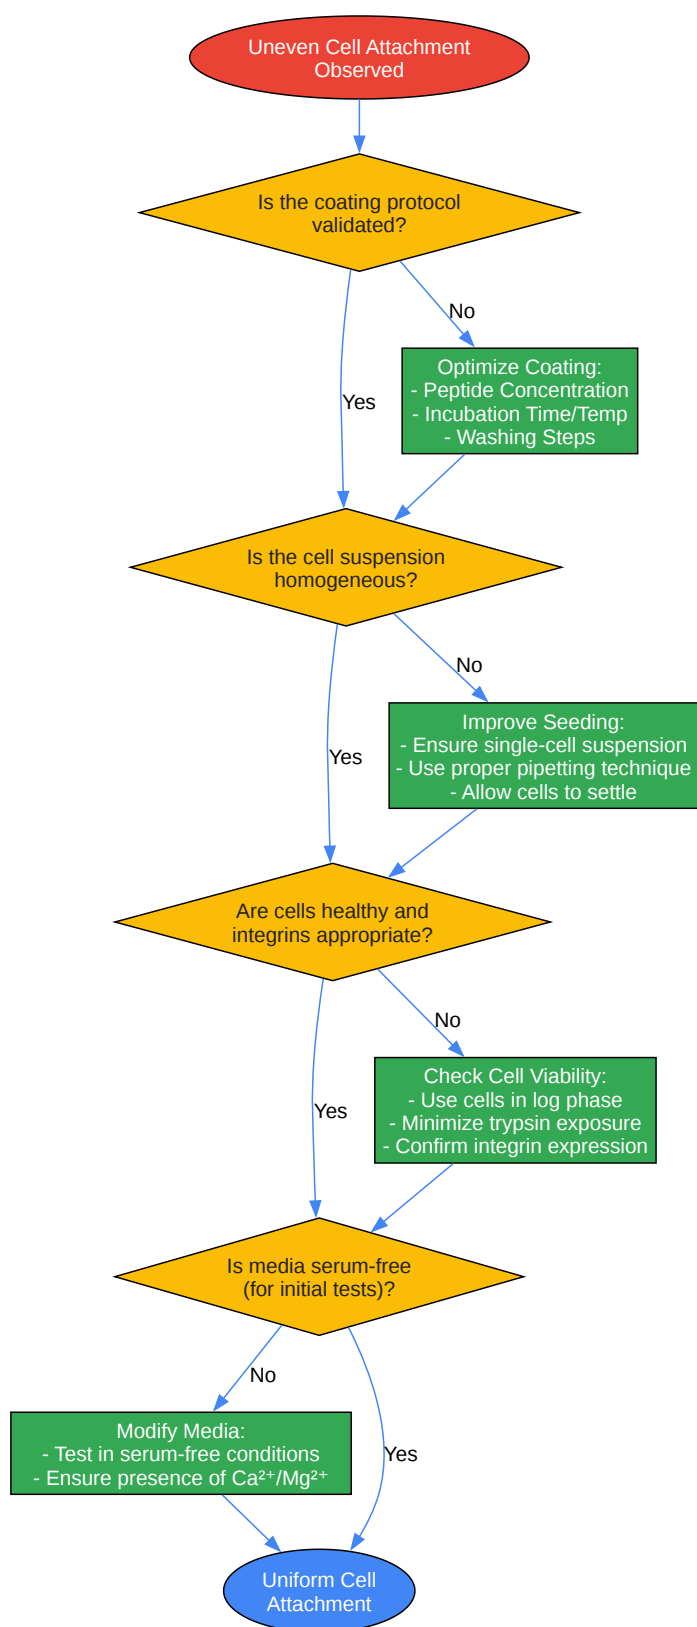 Uneven Cell Attachment
Observed
Is the coating protocol
validated?
No
Optimize Coating:
- Peptide Concentration
- Incubation Time/Temp
- Washing Steps
Yes
Is the cell suspension
homogeneous?
No
Improve Seeding:
- Ensure single-cell suspension
- Use proper pipetting technique
- Allow cells to settle
Yes
Are cells healthy and
integrins appropriate?
No
Check Cell Viability:
- Use cells in log phase
- Minimize trypsin exposure
- Confirm integrin expression
Yes
Is media serum-free
(for initial tests)?
No
Modify Media:
- Test in serum-free conditions
- Ensure presence of Ca²⁺/Mg²⁺
Yes
Uniform Cell
Attachment